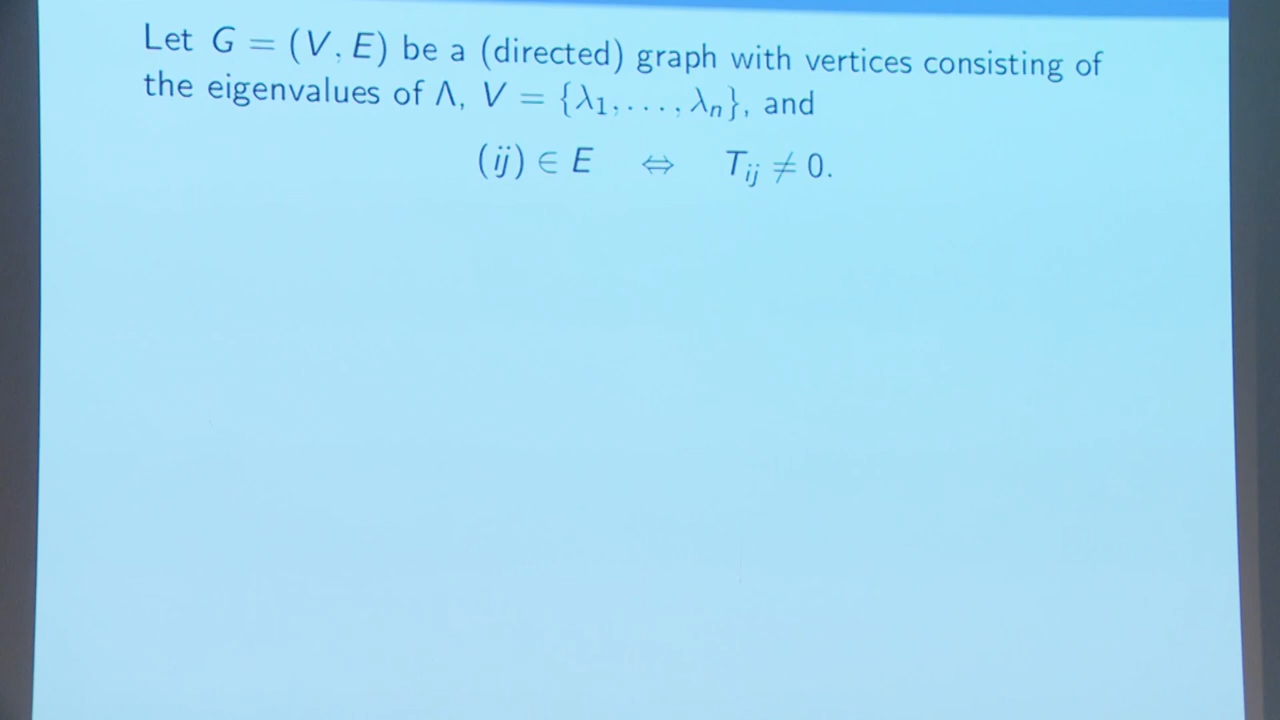 Let G = (V, E) be a (directed) graph with vertices consisting of
the eigenvalues of Λ, V = {λ₁, . . . , λₙ}, and
(ij) ∈ E ⇔ Tᵢⱼ ≠ 0.